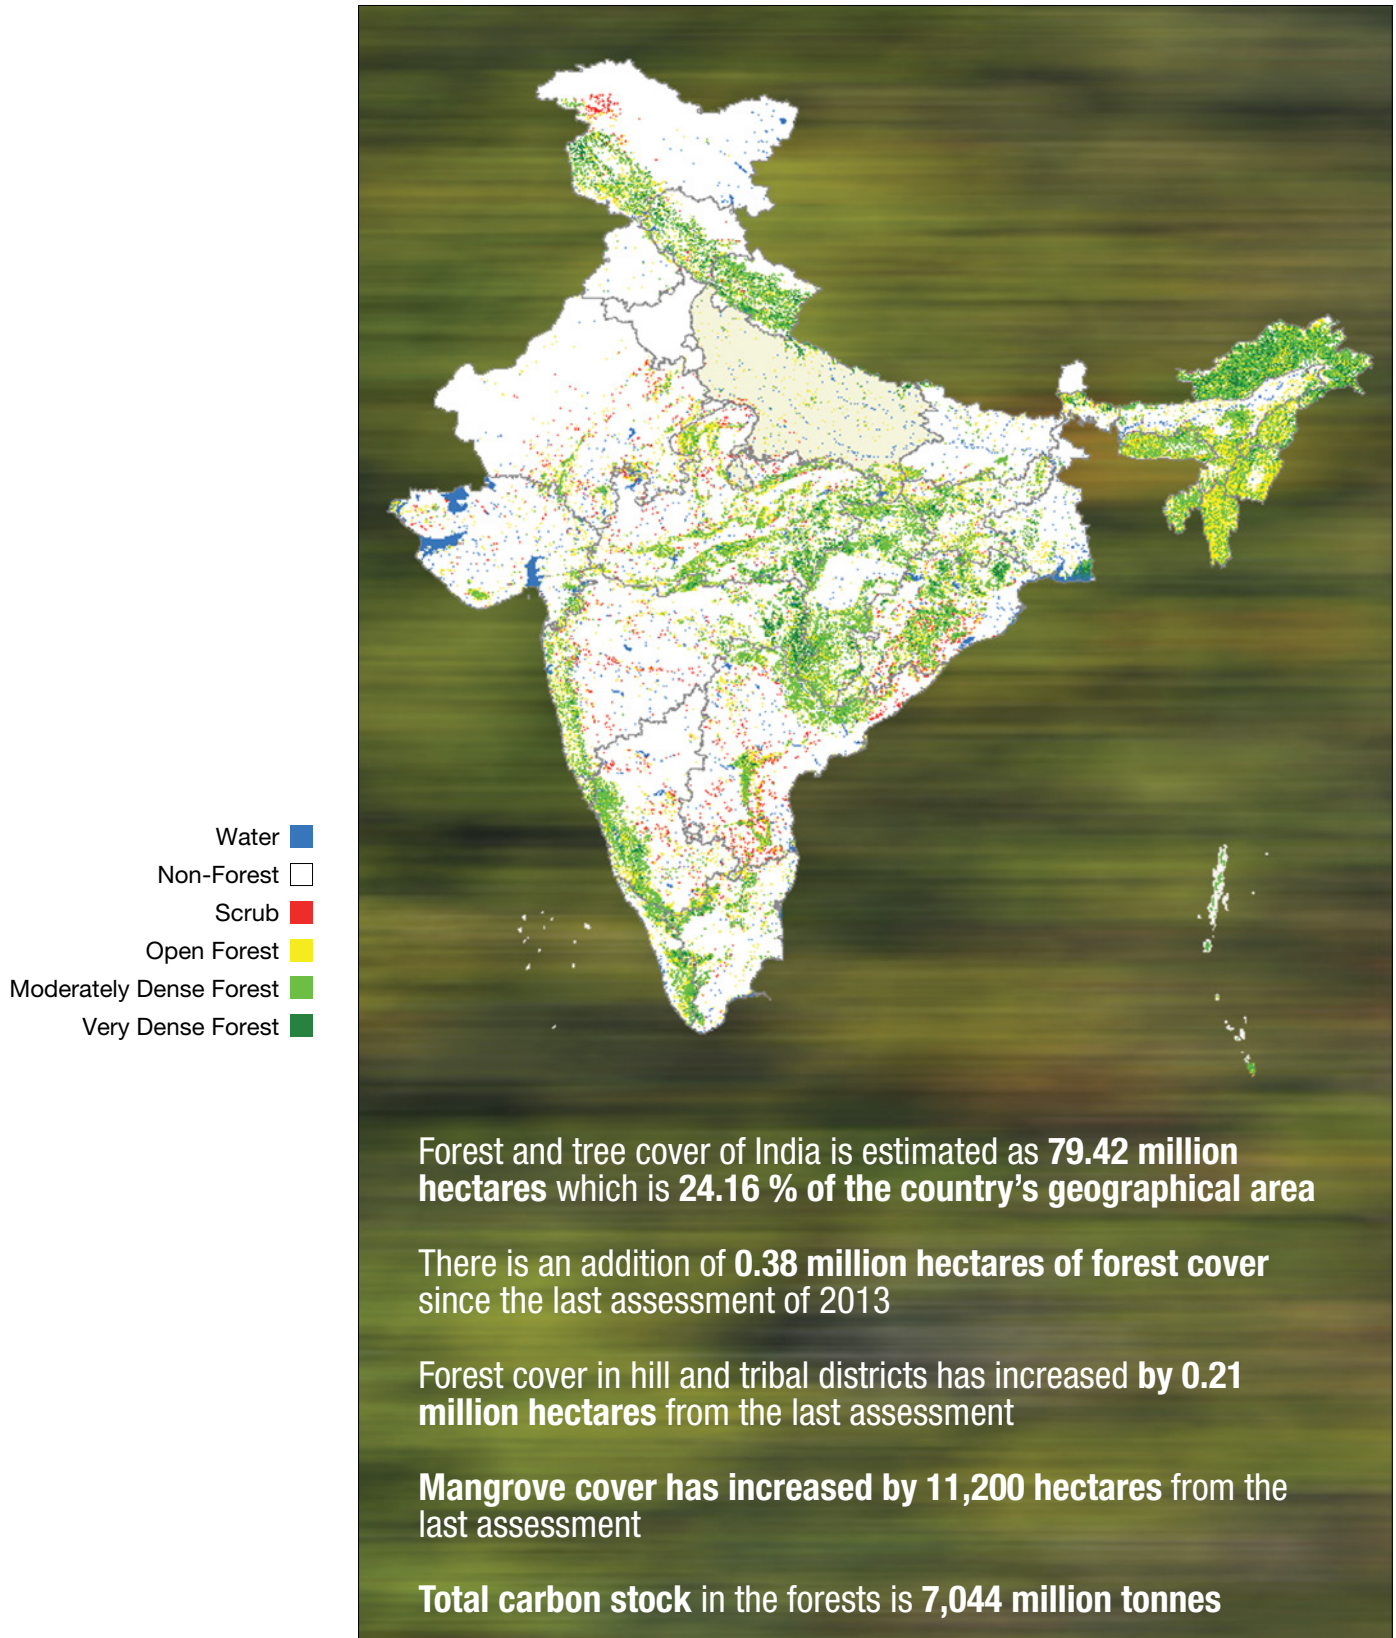 Water
Non-Forest
Scrub
Open Forest
Moderately Dense Forest
Very Dense Forest
Forest and tree cover of India is estimated as 79.42 million
hectares which is 24.16 % of the country's geographical area
There is an addition of 0.38 million hectares of forest cover
since the last assessment of 2013
Forest cover in hill and tribal districts has increased by 0.21
million hectares from the last assessment
Mangrove cover has increased by 11,200 hectares from the
last assessment
Total carbon stock in the forests is 7,044 million tonnes